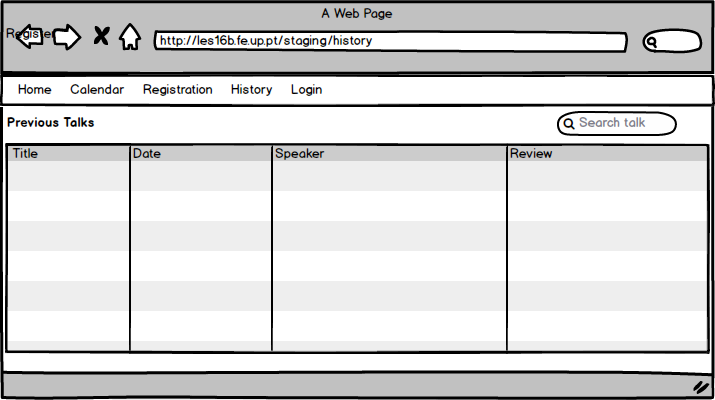 A Web Page
Register
http://les16b.fe.up.pt/staging/history
Home Calendar Registration History Login
Previous Talks
Search talk
Title Date Speaker Review